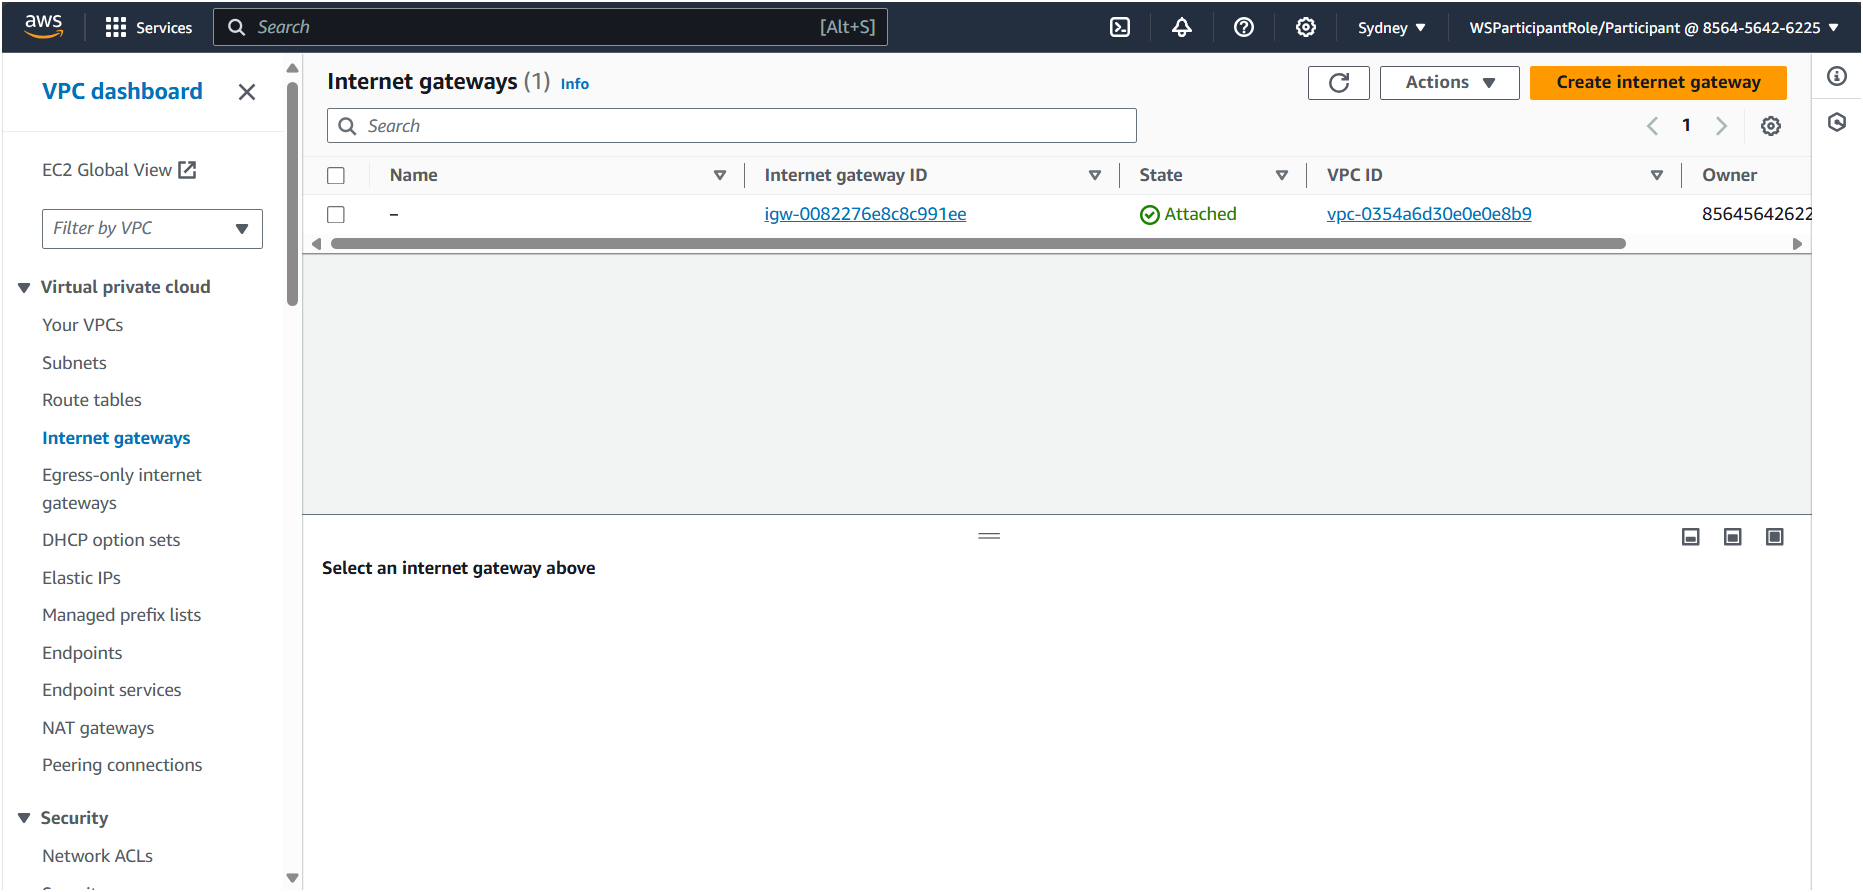 aws
Services
Search [Alt+S]
Sydney
WSParticipantRole/Participant @ 8564-5642-6225
VPC dashboard
EC2 Global View
Filter by VPC
Virtual private cloud
Your VPCs
Subnets
Route tables
Internet gateways
Egress-only internet
gateways
DHCP option sets
Elastic IPs
Managed prefix lists
Endpoints
Endpoint services
NAT gateways
Peering connections
Security
Network ACLs
Internet gateways (1) Info
Actions
Create internet gateway
Search
1
Name Internet gateway ID State VPC ID Owner
– igw-0082276e8c8c991ee Attached vpc-0354a6d30e0e0e8b9 85645642622
Select an internet gateway above